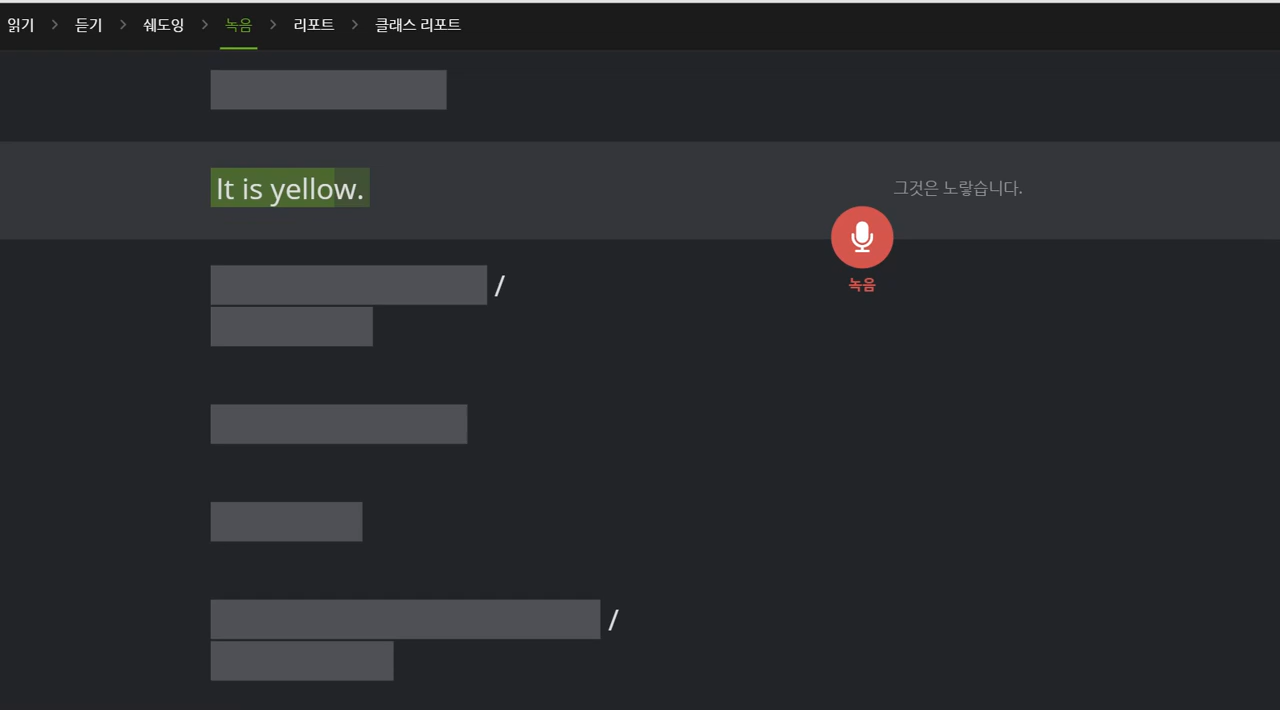 읽기 > 듣기 > 쉐도잉 > 녹음 > 리포트 > 클래스 리포트
It is yellow.
그것은 노랗습니다.
녹음
/
/